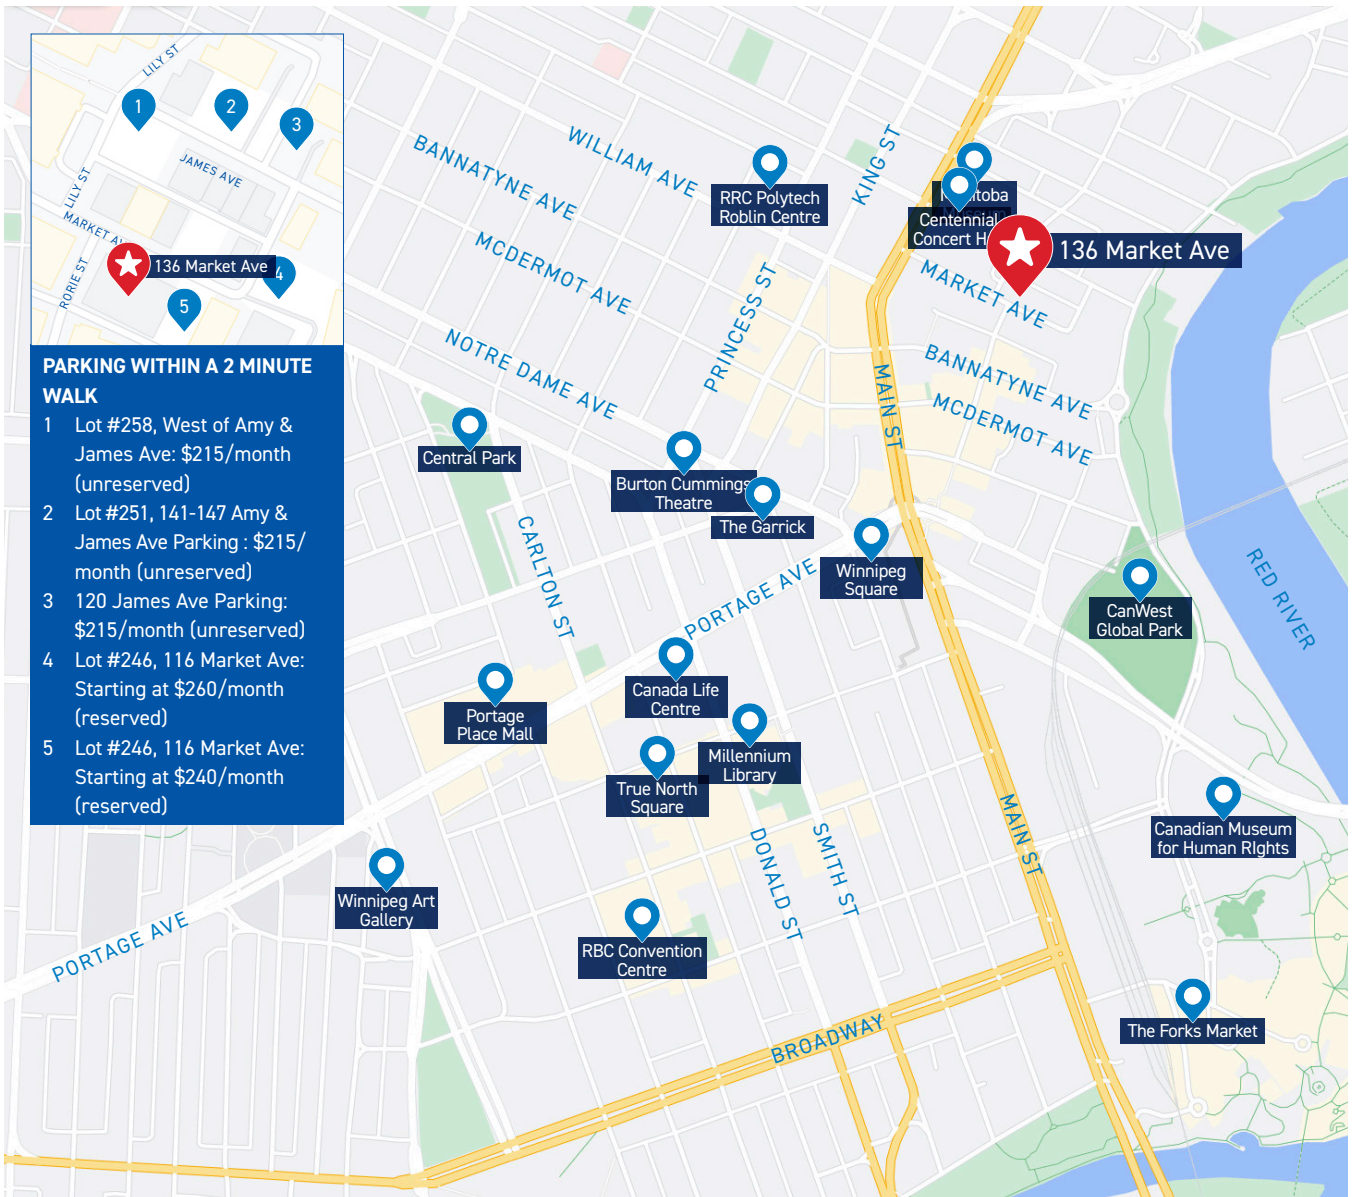 LILY ST
1
2
3
JAMES AVE
LILY ST
MARKET
136 Market Ave
4
RORIE ST
5
PARKING WITHIN A 2 MINUTE
WALK
1 Lot #258, West of Amy &
James Ave: $215/month
(unreserved)
2 Lot #251, 141-147 Amy &
James Ave Parking : $215/
month (unreserved)
3 120 James Ave Parking:
$215/month (unreserved)
4 Lot #246, 116 Market Ave:
Starting at $260/month
(reserved)
5 Lot #246, 116 Market Ave:
Starting at $240/month
(reserved)
WILLIAM AVE
BANNATYNE AVE
MCDERMOT AVE
NOTRE DAME AVE
KING ST
PRINCESS ST
RRC Polytech
Roblin Centre
Centennial
Concert
136 Market Ave
MARKET AVE
BANNATYNE AVE
MCDERMOT AVE
MAIN ST
Central Park
Burton Cummings
Theatre
The Garrick
CARLTON ST
PORTAGE AVE
Winnipeg
Square
CanWest
Global Park
RED RIVER
Canada Life
Centre
Portage
Place Mall
Millennium
Library
True North
Square
MAIN ST
Canadian Museum
for Human RIghts
DONALD ST
SMITH ST
Winnipeg Art
Gallery
PORTAGE AVE
RBC Convention
Centre
BROADWAY
The Forks Market